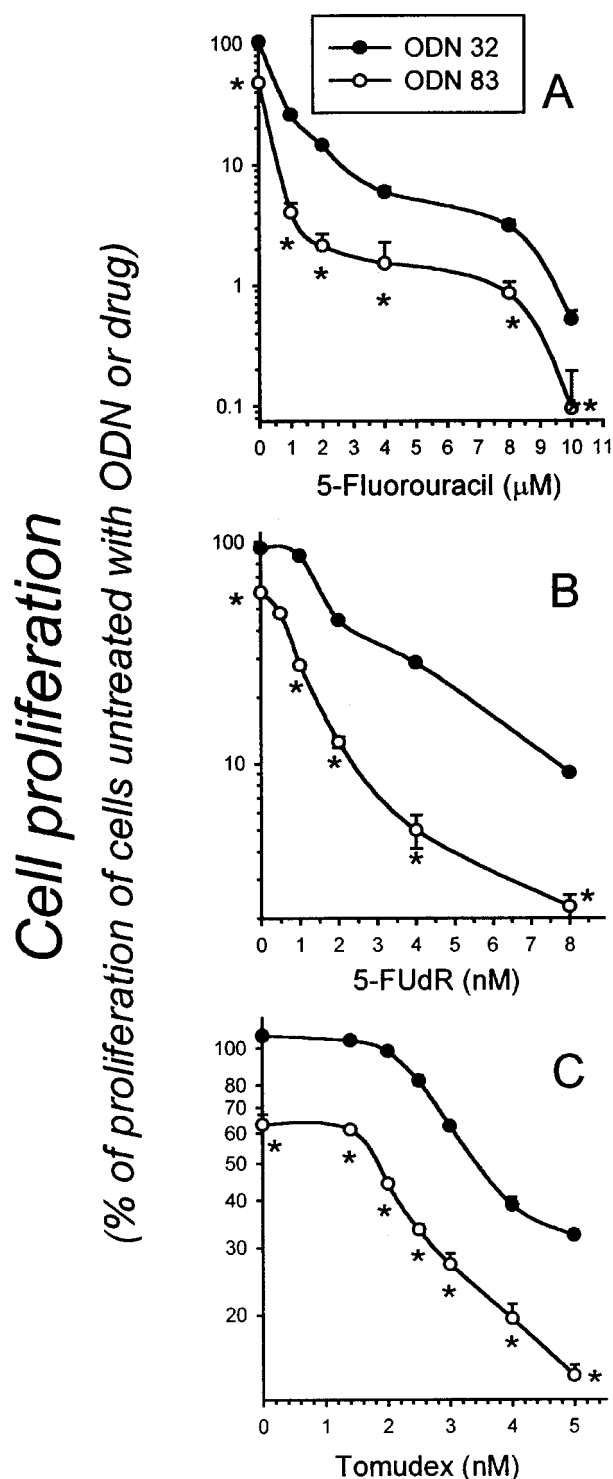 Cell proliferation
(% of proliferation of cells untreated with ODN or drug)
ODN 32
ODN 83
A
100
10
1
0.1
*
*
*
*
*
**
0 1 2 3 4 5 6 7 8 9 10 11
5-Fluorouracil (μM)
B
100
10
*
*
*
*
*
0 1 2 3 4 5 6 7 8
5-FUdR (nM)
C
100
80
70
60
50
40
30
20
*
*
*
*
*
*
*
0 1 2 3 4 5
Tomudex (nM)